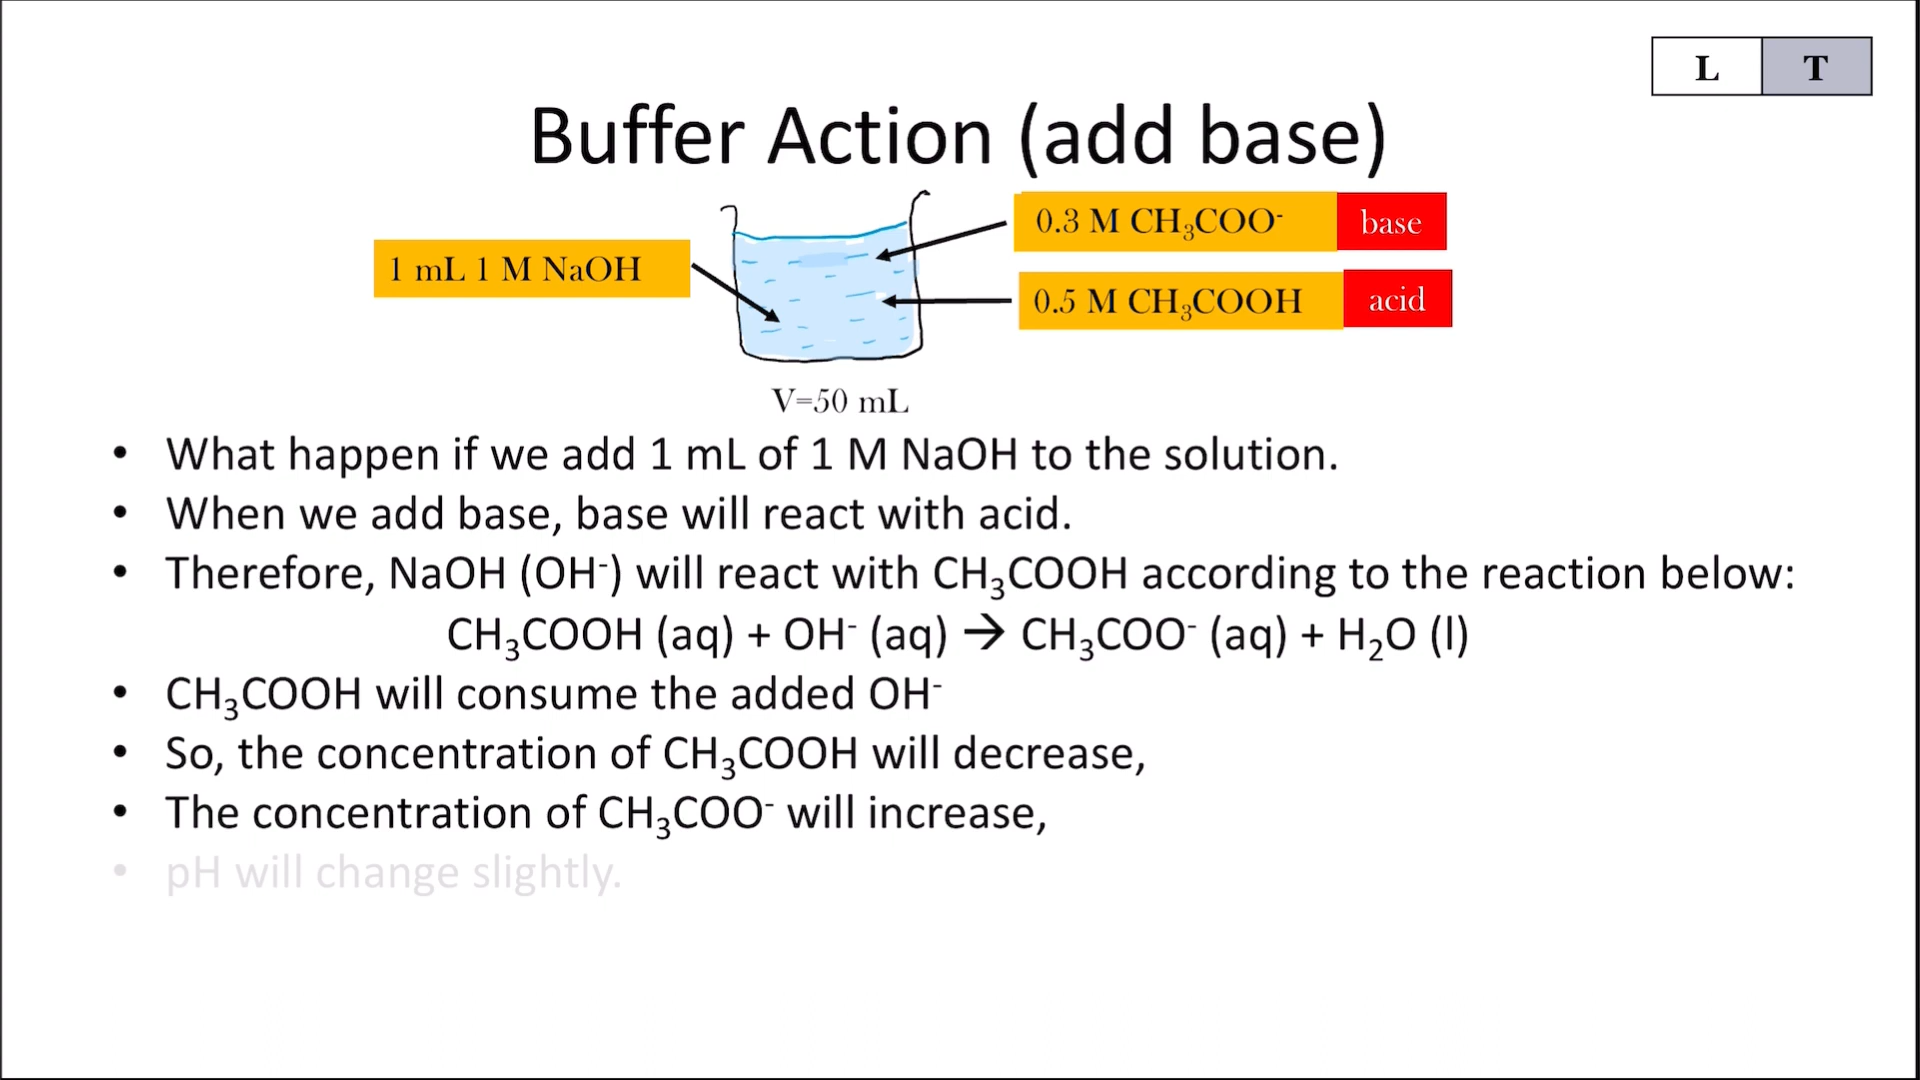 L T
Buffer Action (add base)
0.3 M CH₃COO⁻ base
1 mL 1 M NaOH
0.5 M CH₃COOH acid
V=50 mL
• What happen if we add 1 mL of 1 M NaOH to the solution.
• When we add base, base will react with acid.
• Therefore, NaOH (OH⁻) will react with CH₃COOH according to the reaction below:
CH₃COOH (aq) + OH⁻ (aq) → CH₃COO⁻ (aq) + H₂O (l)
• CH₃COOH will consume the added OH⁻
• So, the concentration of CH₃COOH will decrease,
• The concentration of CH₃COO⁻ will increase,
• pH will change slightly.